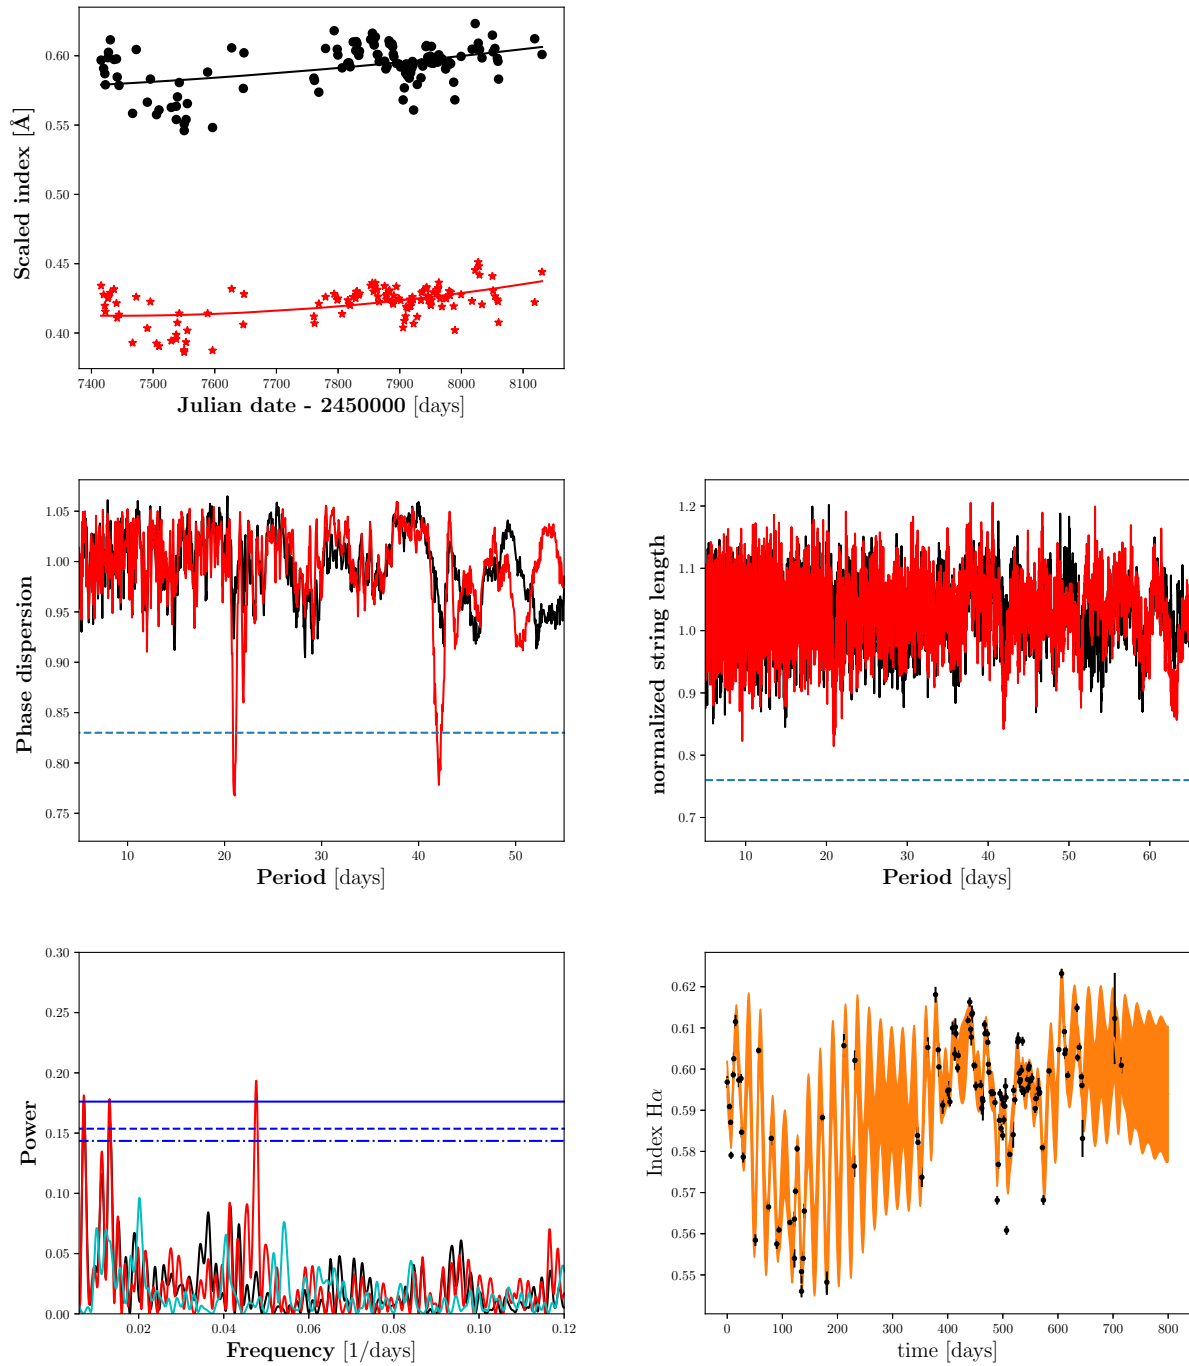 0.60
0.55
0.50
0.45
0.40
Scaled index [Å]
7400 7500 7600 7700 7800 7900 8000 8100
Julian date - 2450000 [days]
1.05
1.00
0.95
0.90
0.85
0.80
0.75
Phase dispersion
10 20 30 40 50
Period [days]
1.2
1.1
1.0
0.9
0.8
0.7
normalized string length
10 20 30 40 50 60
Period [days]
0.30
0.25
0.20
0.15
0.10
0.05
0.00
Power
0.02 0.04 0.06 0.08 0.10 0.12
Frequency [1/days]
0.62
0.61
0.60
0.59
0.58
0.57
0.56
0.55
Index Hα
0 100 200 300 400 500 600 700 800
time [days]